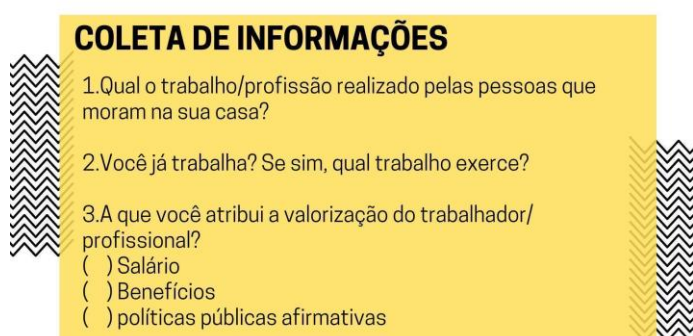 COLETA DE INFORMAÇÕES
1.Qual o trabalho/profissão realizado pelas pessoas que
moram na sua casa?
2.Você já trabalha? Se sim, qual trabalho exerce?
3.A que você atribui a valorização do trabalhador/
profissional?
(  ) Salário
(  ) Benefícios
(  ) políticas públicas afirmativas